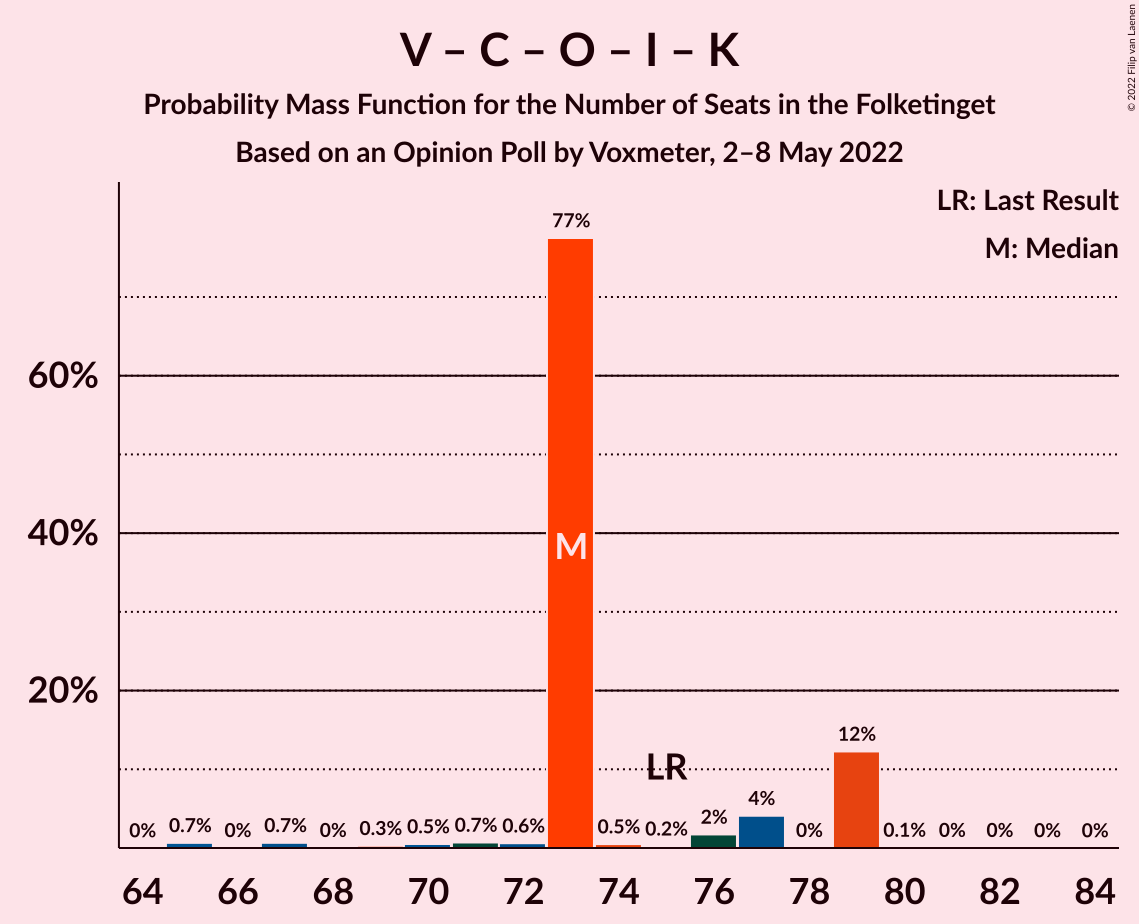 V – C – O – I – K
Probability Mass Function for the Number of Seats in the Folketinget
Based on an Opinion Poll by Voxmeter, 2–8 May 2022
© 2022 Filip van Laenen
LR: Last Result
M: Median
60%
40%
20%
0% 0.7% 0% 0.7% 0% 0.3% 0.5% 0.7% 0.6% 77% 0.5% 0.2% 2% 4% 0% 12% 0.1% 0% 0% 0% 0%
M
LR
64 66 68 70 72 74 76 78 80 82 84